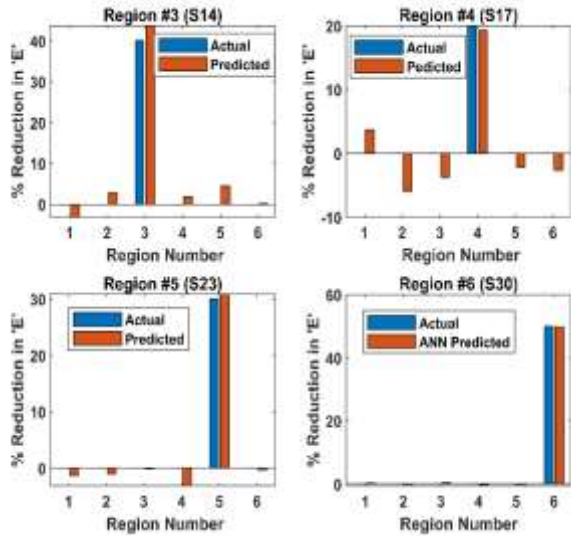 Region #3 (S14)
% Reduction in 'E'
40
30
20
10
0
Actual
Predicted
1 2 3 4 5 6
Region Number
Region #4 (S17)
% Reduction in 'E'
20
10
0
-10
Actual
Pedicted
1 2 3 4 5 6
Region Number
Region #5 (S23)
% Reduction in 'E'
30
20
10
0
Actual
Predicted
1 2 3 4 5 6
Region Number
Region #6 (S30)
% Reduction in 'E'
60
40
20
0
Actual
ANN Predicted
1 2 3 4 5 6
Region Number